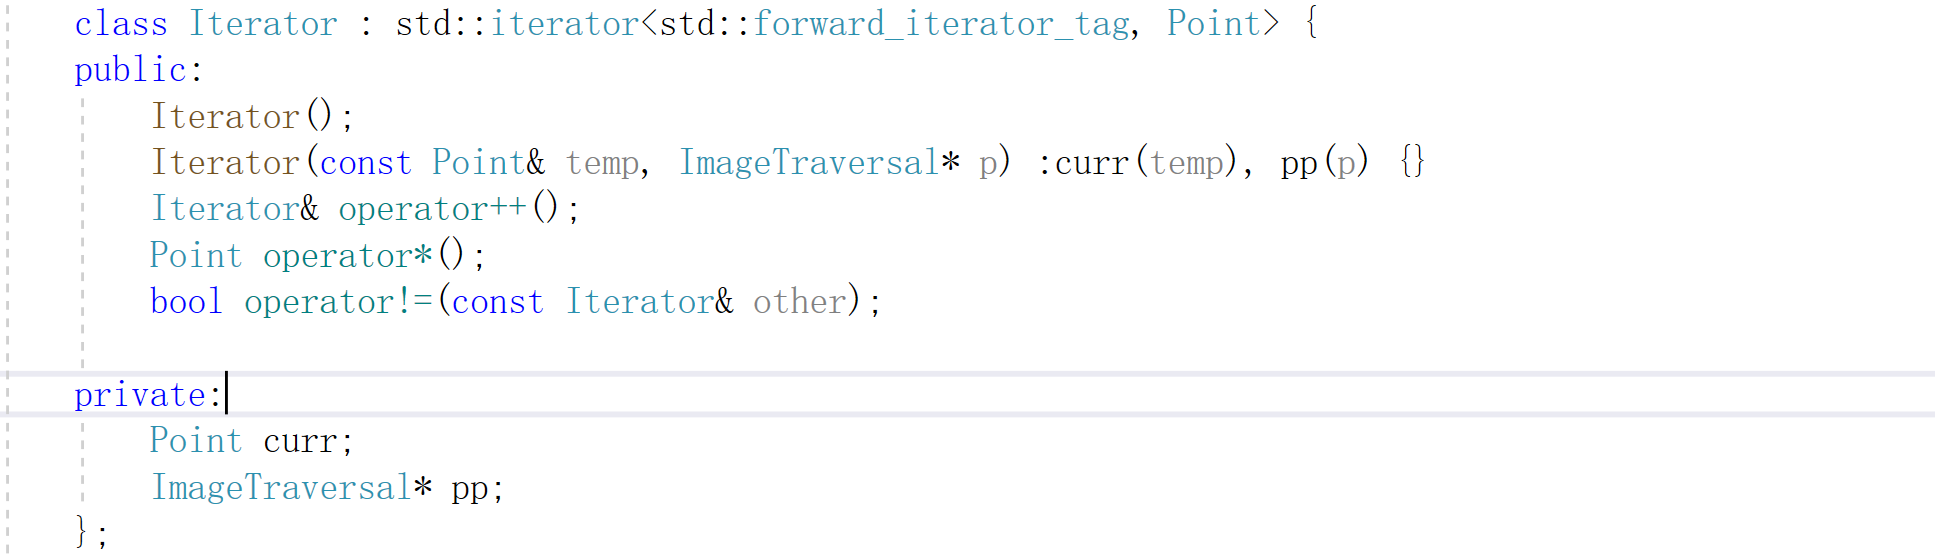 class Iterator : std::iterator<std::forward_iterator_tag, Point> {
public:
    Iterator();
    Iterator(const Point& temp, ImageTraversal* p) :curr(temp), pp(p) {}
    Iterator& operator++();
    Point operator*();
    bool operator!=(const Iterator& other);

private:
    Point curr;
    ImageTraversal* pp;
};